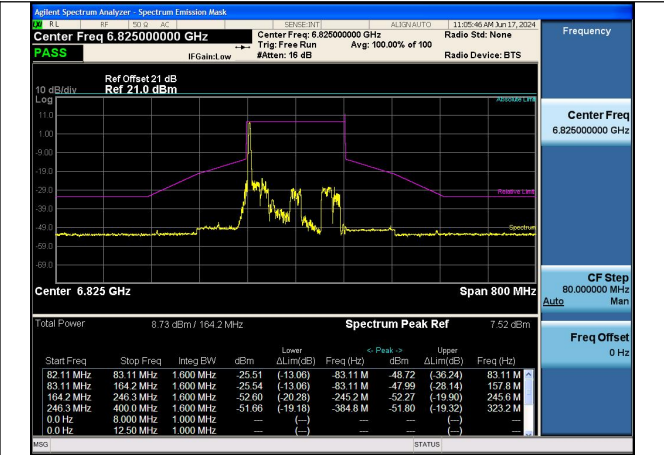 Agilent Spectrum Analyzer - Spectrum Emission Mask
RL RF 50 Ω AC SENSE:INT ALIGN AUTO 11:05:46 AM Jun 17, 2024
Center Freq 6.825000000 GHz
Center Freq: 6.825000000 GHz
Radio Std: None
Trig: Free Run Avg: 100.00% of 100
PASS IFGain:Low #Atten: 16 dB Radio Device: BTS
Ref Offset 21 dB
10 dB/div Ref 21.0 dBm
Log
Absolute Limit
11.0
1.00
-9.00
-19.0
-29.0
Relative Limit
-39.0
-49.0
Spectrum
-59.0
-69.0
Center 6.825 GHz Span 800 MHz
Total Power 8.73 dBm / 164.2 MHz Spectrum Peak Ref 7.52 dBm
Lower <- Peak -> Upper
Start Freq Stop Freq Integ BW dBm ΔLim(dB) Freq (Hz) dBm ΔLim(dB) Freq (Hz)
82.11 MHz 83.11 MHz 1.600 MHz -25.51 (-13.06) -83.11 M -48.72 (-36.24) 83.11 M
83.11 MHz 164.2 MHz 1.600 MHz -25.54 (-13.06) -83.11 M -47.99 (-28.14) 157.8 M
164.2 MHz 246.3 MHz 1.600 MHz -52.60 (-20.28) -245.2 M -52.27 (-19.90) 245.6 M
246.3 MHz 400.0 MHz 1.600 MHz -51.66 (-19.18) -384.8 M -51.80 (-19.32) 323.2 M
0.0 Hz 8.000 MHz 1.000 MHz --- (---) --- (---)
0.0 Hz 12.50 MHz 1.000 MHz --- (---) --- (---)
MSG STATUS
Frequency
Center Freq
6.825000000 GHz
CF Step
80.000000 MHz
Auto Man
Freq Offset
0 Hz